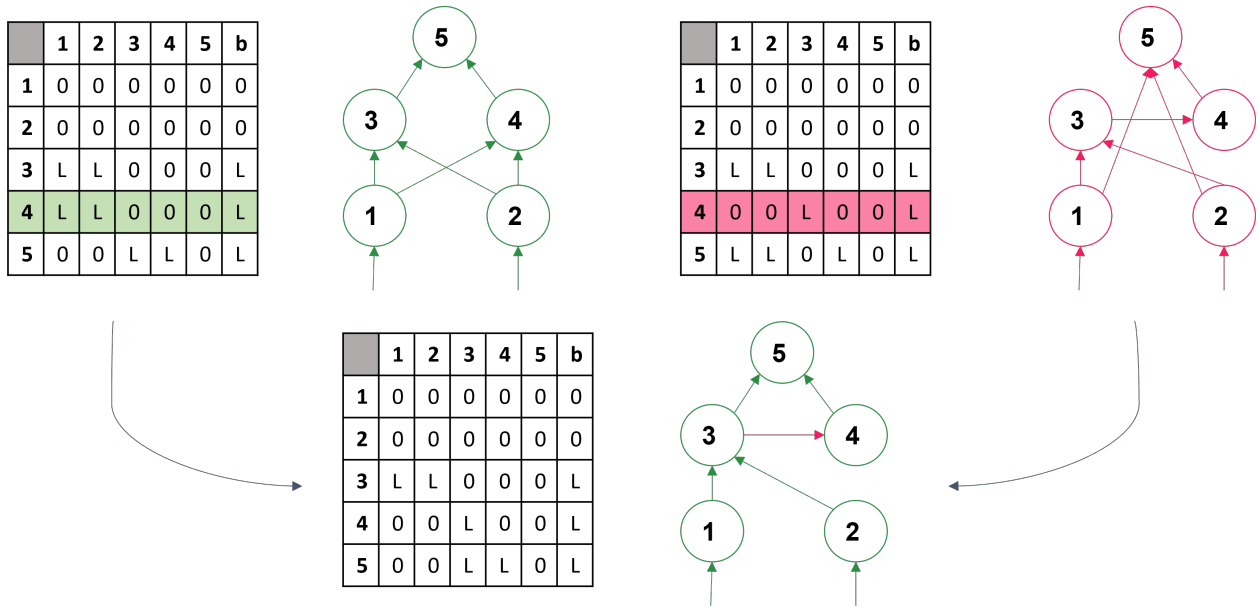 1 2 3 4 5 b
1 0 0 0 0 0 0
2 0 0 0 0 0 0
3 L L 0 0 0 L
4 L L 0 0 0 L
5 0 0 L L 0 L
5
3 4
1 2
1 2 3 4 5 b
1 0 0 0 0 0 0
2 0 0 0 0 0 0
3 L L 0 0 0 L
4 0 0 L 0 0 L
5 L L 0 L 0 L
5
3 4
1 2
1 2 3 4 5 b
1 0 0 0 0 0 0
2 0 0 0 0 0 0
3 L L 0 0 0 L
4 0 0 L 0 0 L
5 0 0 L L 0 L
5
3 4
1 2